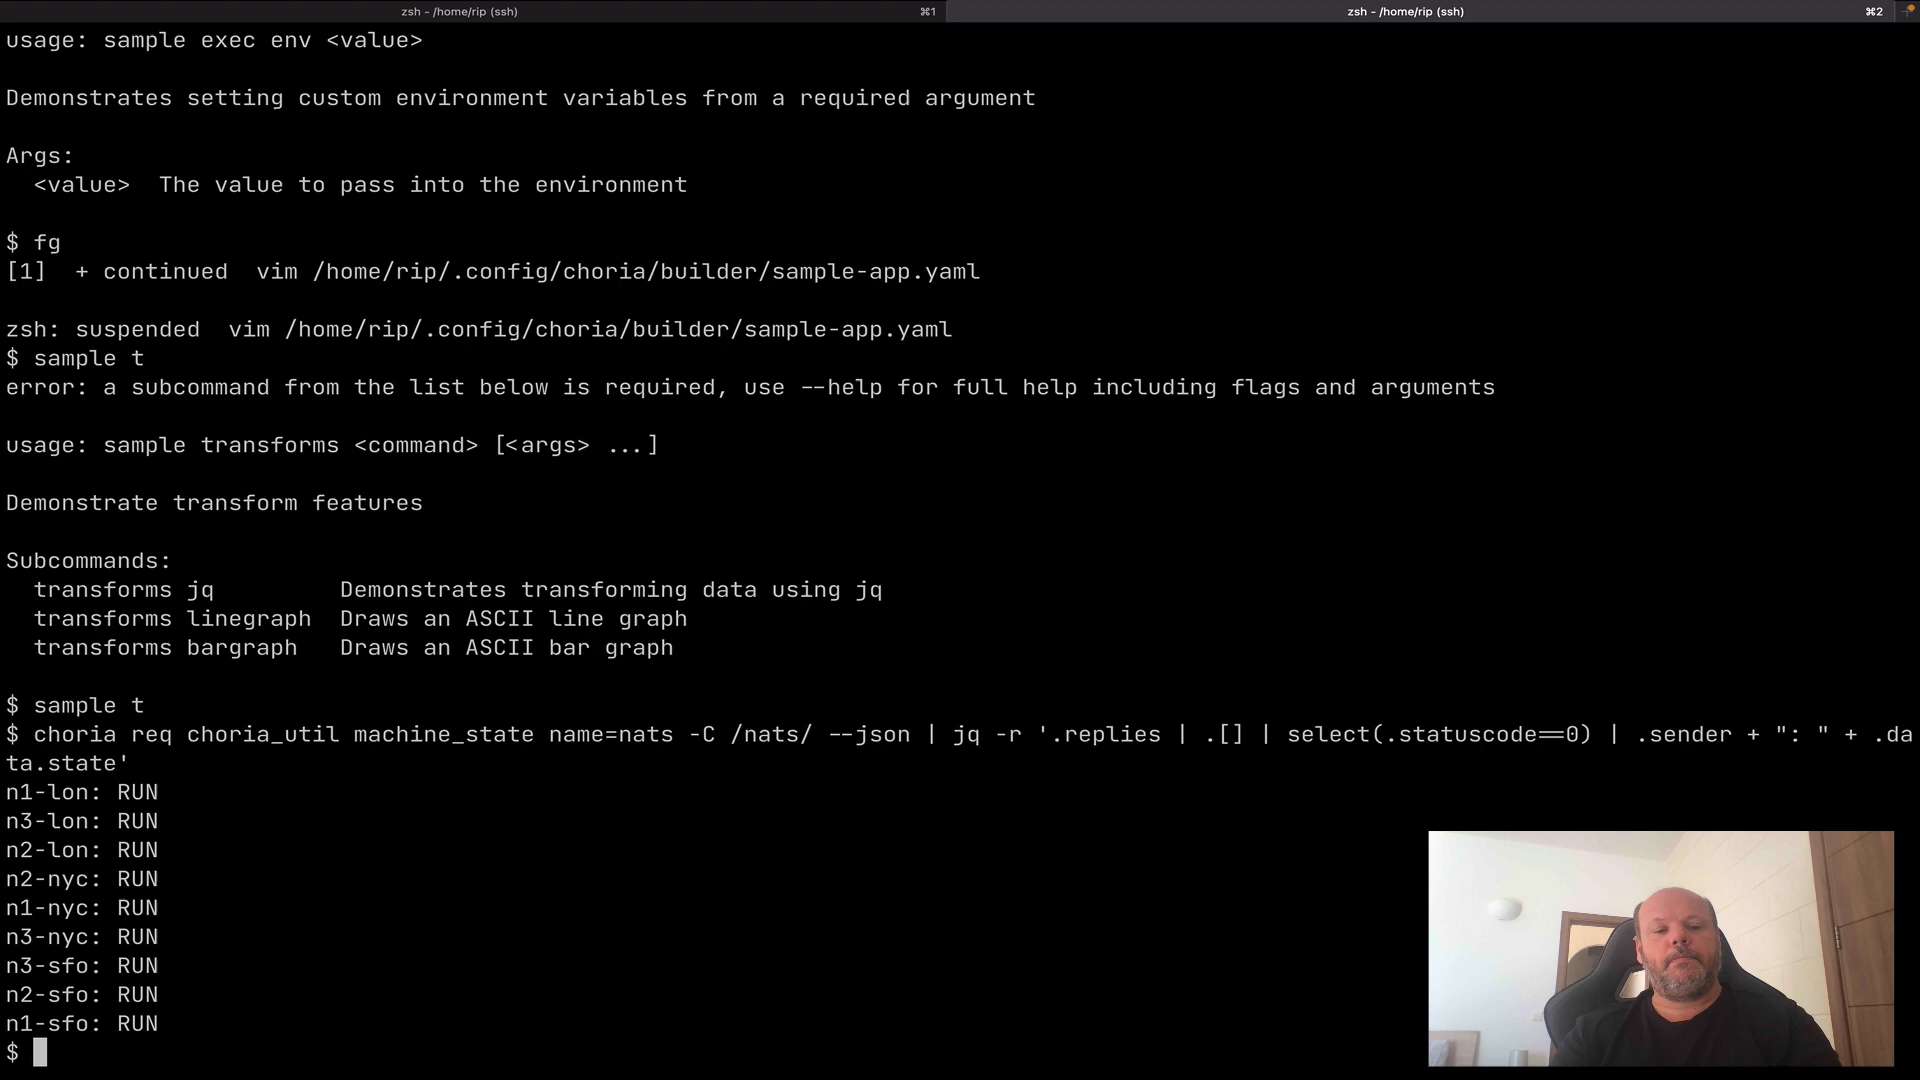 zsh - /home/rip (ssh) ⌘1 zsh - /home/rip (ssh) ⌘2
usage: sample exec env <value>
Demonstrates setting custom environment variables from a required argument
Args:
<value>  The value to pass into the environment
$ fg
[1]  + continued  vim /home/rip/.config/choria/builder/sample-app.yaml
zsh: suspended  vim /home/rip/.config/choria/builder/sample-app.yaml
$ sample t
error: a subcommand from the list below is required, use --help for full help including flags and arguments
usage: sample transforms <command> [<args> ...]
Demonstrate transform features
Subcommands:
transforms jq         Demonstrates transforming data using jq
transforms linegraph  Draws an ASCII line graph
transforms bargraph   Draws an ASCII bar graph
$ sample t
$ choria req choria_util machine_state name=nats -C /nats/ --json | jq -r '.replies | .[] | select(.statuscode==0) | .sender + ": " + .da
ta.state'
n1-lon: RUN
n3-lon: RUN
n2-lon: RUN
n2-nyc: RUN
n1-nyc: RUN
n3-nyc: RUN
n3-sfo: RUN
n2-sfo: RUN
n1-sfo: RUN
$